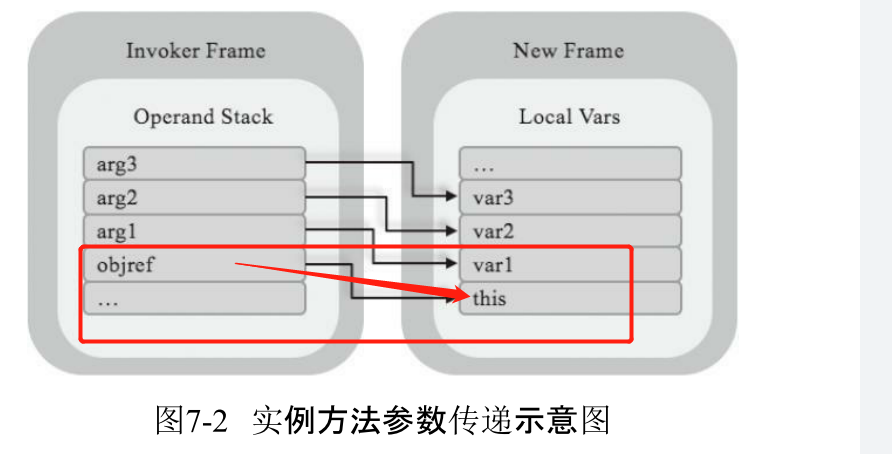 Invoker Frame
Operand Stack
arg3
arg2
arg1
objref
...
New Frame
Local Vars
...
var3
var2
var1
this
图7-2 实例方法参数传递示意图